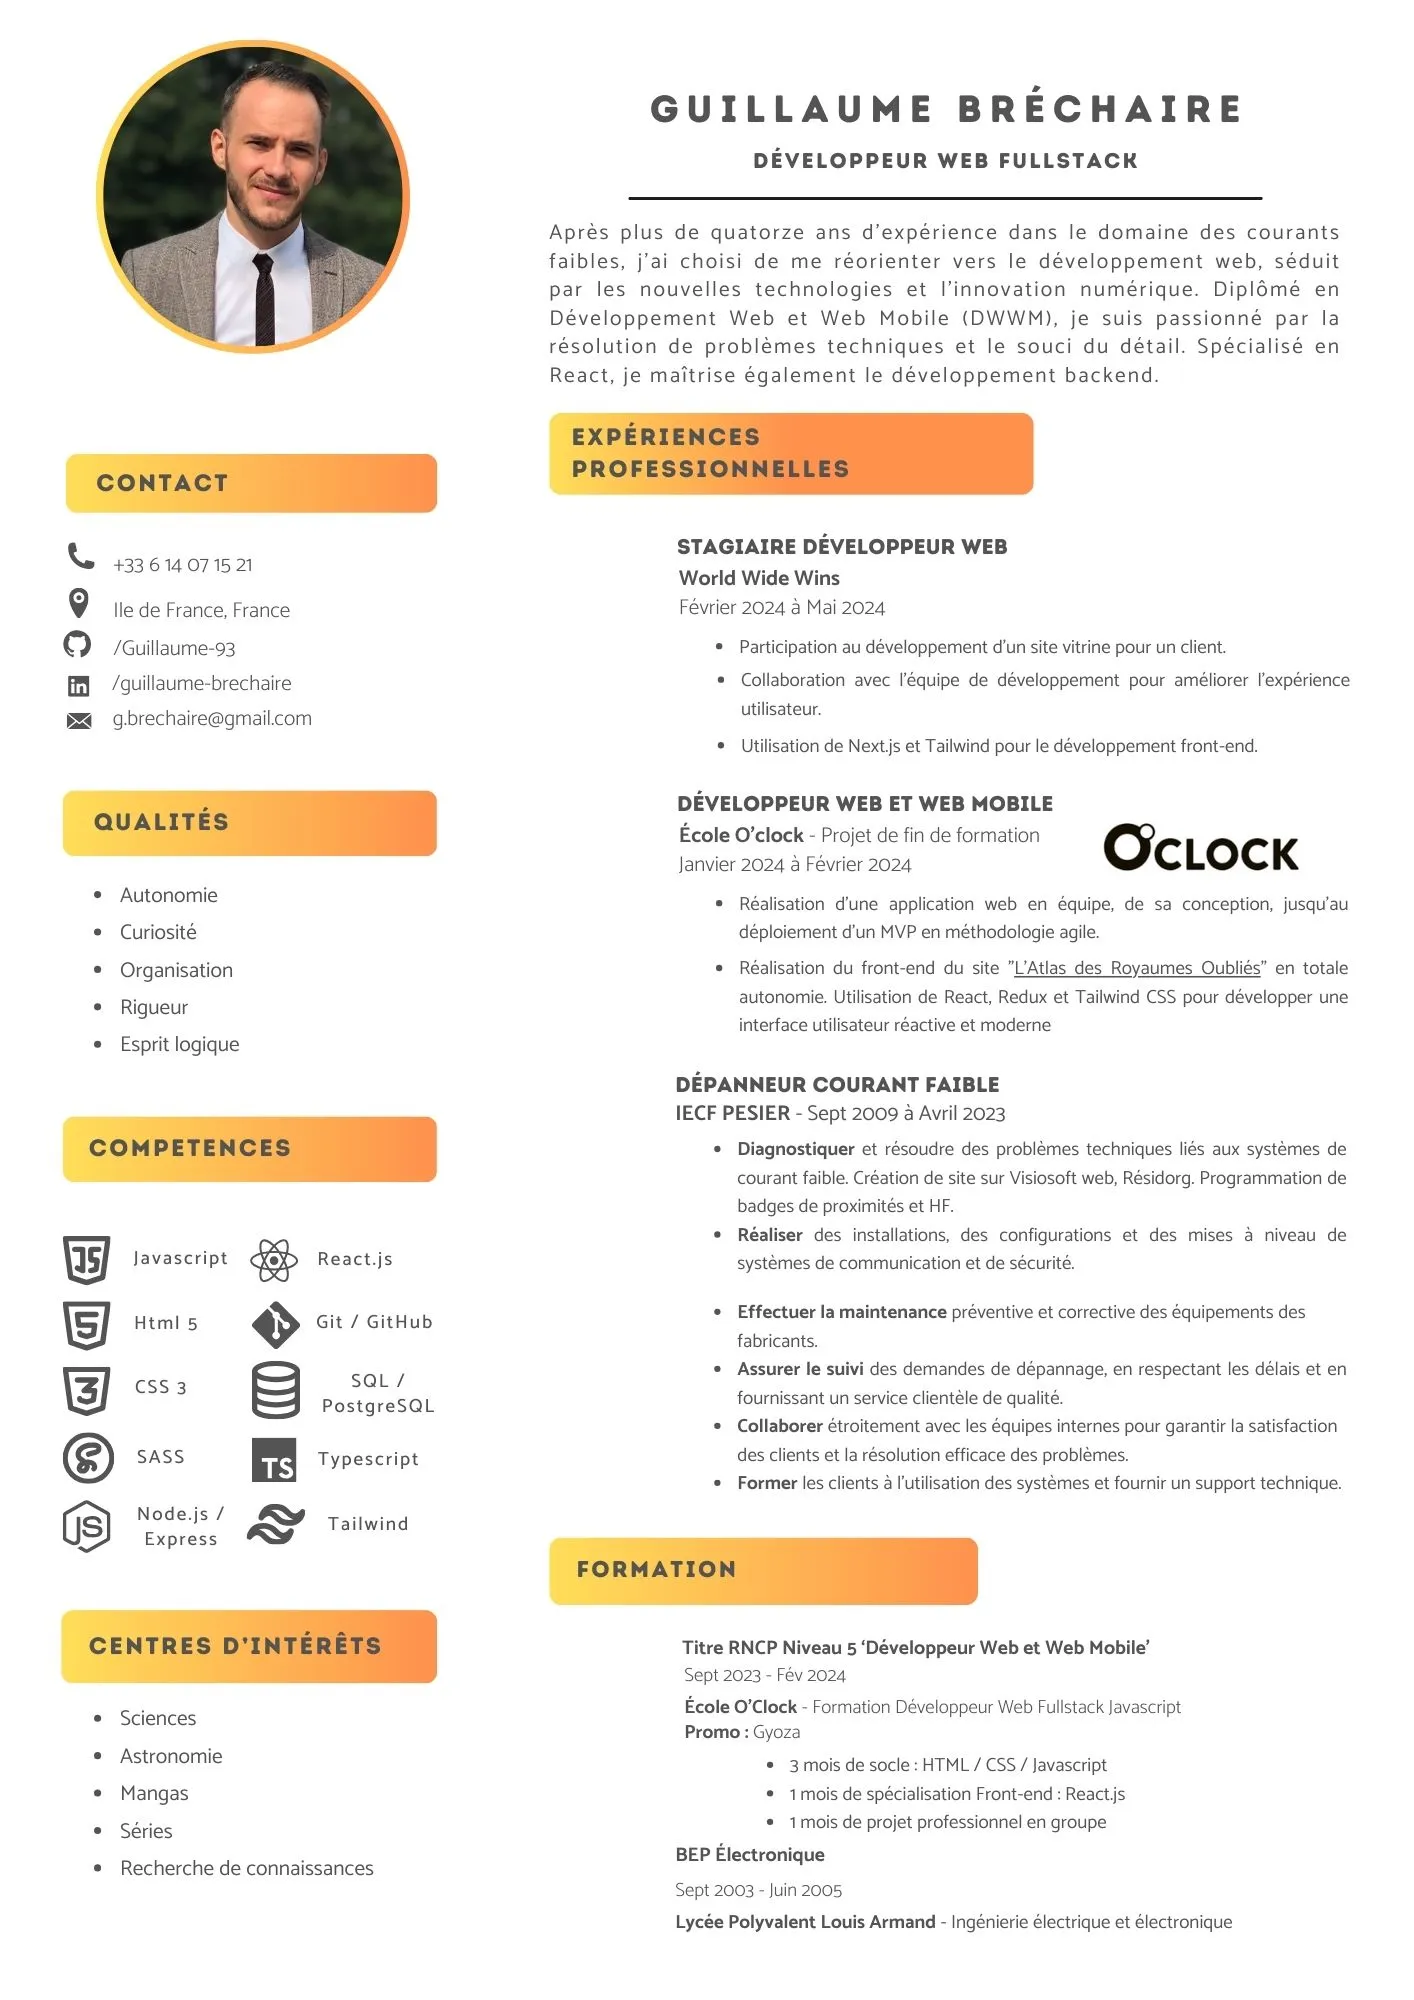 GUILLAUME BRÉCHAIRE
DÉVELOPPEUR WEB FULLSTACK
Après plus de quatorze ans d'expérience dans le domaine des courants
faibles, j'ai choisi de me réorienter vers le développement web, séduit
par les nouvelles technologies et l'innovation numérique. Diplômé en
Développement Web et Web Mobile (DWWM), je suis passionné par la
résolution de problèmes techniques et le souci du détail. Spécialisé en
React, je maîtrise également le développement backend.
CONTACT
+33 6 14 07 15 21
Ile de France, France
/Guillaume-93
in
/guillaume-brechaire
g.brechaire@gmail.com
QUALITÉS
• Autonomie
• Curiosité
• Organisation
• Rigueur
• Esprit logique
COMPETENCES
JS Javascript
React.js
5 Html 5
Git / GitHub
3 CSS 3
SQL /
PostgreSQL
S SASS
TS Typescript
JS Node.js /
Express
Tailwind
CENTRES D'INTÉRÊTS
• Sciences
• Astronomie
• Mangas
• Séries
• Recherche de connaissances
EXPÉRIENCES
PROFESSIONNELLES
STAGIAIRE DÉVELOPPEUR WEB
World Wide Wins
Février 2024 à Mai 2024
• Participation au développement d'un site vitrine pour un client.
• Collaboration avec l'équipe de développement pour améliorer l'expérience
utilisateur.
• Utilisation de Next.js et Tailwind pour le développement front-end.
DÉVELOPPEUR WEB ET WEB MOBILE
École O'clock - Projet de fin de formation
Janvier 2024 à Février 2024
O'CLOCK
• Réalisation d'une application web en équipe, de sa conception, jusqu'au
déploiement d'un MVP en méthodologie agile.
• Réalisation du front-end du site "L'Atlas des Royaumes Oubliés" en totale
autonomie. Utilisation de React, Redux et Tailwind CSS pour développer une
interface utilisateur réactive et moderne
DÉPANNEUR COURANT FAIBLE
IECF PESIER - Sept 2009 à Avril 2023
• Diagnostiquer et résoudre des problèmes techniques liés aux systèmes de
courant faible. Création de site sur Visiosoft web, Résidorg. Programmation de
badges de proximités et HF.
• Réaliser des installations, des configurations et des mises à niveau de
systèmes de communication et de sécurité.
• Effectuer la maintenance préventive et corrective des équipements des
fabricants.
• Assurer le suivi des demandes de dépannage, en respectant les délais et en
fournissant un service clientèle de qualité.
• Collaborer étroitement avec les équipes internes pour garantir la satisfaction
des clients et la résolution efficace des problèmes.
• Former les clients à l'utilisation des systèmes et fournir un support technique.
FORMATION
Titre RNCP Niveau 5 ‘Développeur Web et Web Mobile’
Sept 2023 - Fév 2024
École O'Clock - Formation Développeur Web Fullstack Javascript
Promo : Gyoza
• 3 mois de socle : HTML / CSS / Javascript
• 1 mois de spécialisation Front-end : React.js
• 1 mois de projet professionnel en groupe
BEP Électronique
Sept 2003 - Juin 2005
Lycée Polyvalent Louis Armand - Ingénierie électrique et électronique